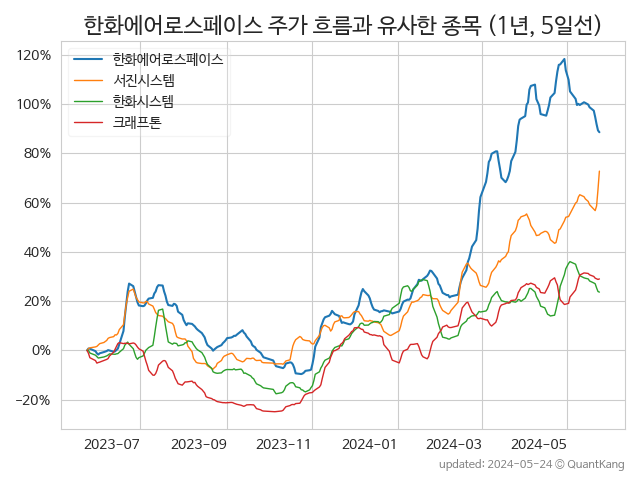 한화에어로스페이스 주가 흐름과 유사한 종목 (1년, 5일선)
120%
100%
80%
60%
40%
20%
0%
−20%
한화에어로스페이스
서진시스템
한화시스템
크래프톤
2023-07
2023-09
2023-11
2024-01
2024-03
2024-05
updated: 2024-05-24 © QuantKang